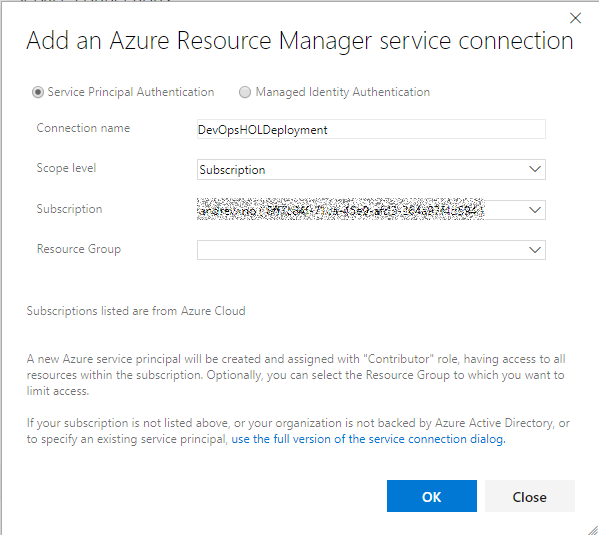 Add an Azure Resource Manager service connection
Service Principal Authentication
Managed Identity Authentication
Connection name
DevOpsHOLDeployment
Scope level
Subscription
Subscription
Resource Group
Subscriptions listed are from Azure Cloud
A new Azure service principal will be created and assigned with "Contributor" role, having access to all
resources within the subscription. Optionally, you can select the Resource Group to which you want to
limit access.
If your subscription is not listed above, or your organization is not backed by Azure Active Directory, or
to specify an existing service principal, use the full version of the service connection dialog.
OK
Close